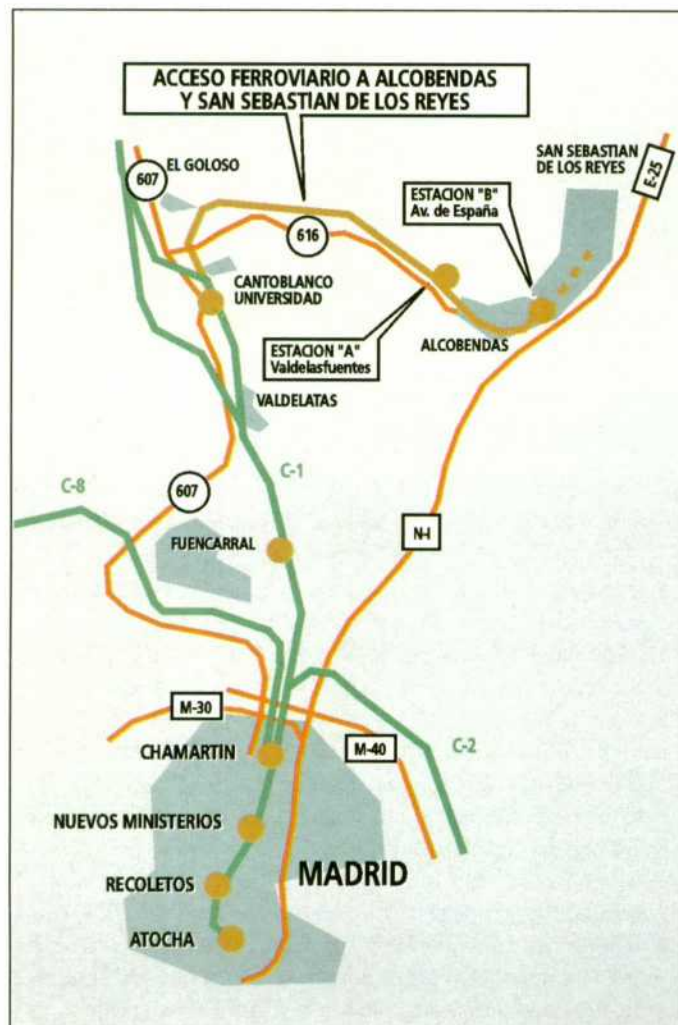 ACCESO FERROVIARIO A ALCOBENDAS
Y SAN SEBASTIAN DE LOS REYES
EL GOLOSO
607
SAN SEBASTIAN
DE LOS REYES
E-25
ESTACION "B"
Av. de España
616
CANTOBLANCO
UNIVERSIDAD
ESTACION "A"
Valdelasfuentes
ALCOBENDAS
VALDELATAS
C-8
C-1
607
N-I
FUENCARRAL
M-30
CHAMARTIN
M-40
C-2
NUEVOS MINISTERIOS
RECOLETOS
MADRID
ATOCHA